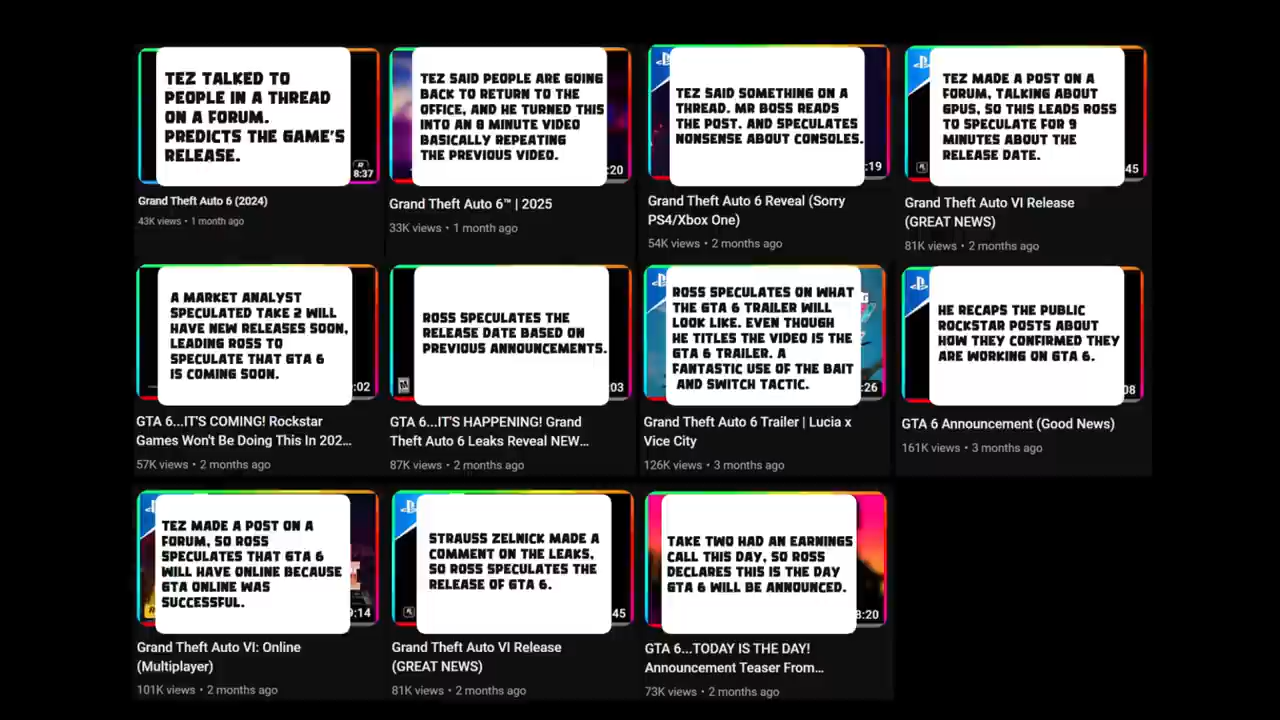 TEZ TALKED TO
PEOPLE IN A THREAD
ON A FORUM.
PREDICTS THE GAME'S
RELEASE.
8:37
Grand Theft Auto 6 (2024)
43K views • 1 month ago
TEZ SAID PEOPLE ARE GOING
BACK TO RETURN TO THE
OFFICE, AND HE TURNED THIS
INTO AN 8 MINUTE VIDEO
BASICALLY REPEATING
THE PREVIOUS VIDEO.
:20
Grand Theft Auto 6™ | 2025
33K views • 1 month ago
TEZ SAID SOMETHING ON A
THREAD. MR BOSS READS
THE POST. AND SPECULATES
NONSENSE ABOUT CONSOLES.
:19
Grand Theft Auto 6 Reveal (Sorry
PS4/Xbox One)
54K views • 2 months ago
TEZ MADE A POST ON A
FORUM, TALKING ABOUT
GPUS, SO THIS LEADS ROSS
TO SPECULATE FOR 9
MINUTES ABOUT THE
RELEASE DATE.
45
Grand Theft Auto VI Release
(GREAT NEWS)
81K views • 2 months ago
A MARKET ANALYST
SPECULATED TAKE 2 WILL
HAVE NEW RELEASES SOON,
LEADING ROSS TO
SPECULATE THAT GTA 6
IS COMING SOON.
:02
GTA 6...IT'S COMING! Rockstar
Games Won't Be Doing This In 202...
57K views • 2 months ago
ROSS SPECULATES THE
RELEASE DATE BASED ON
PREVIOUS ANNOUNCEMENTS.
:03
GTA 6...IT'S HAPPENING! Grand
Theft Auto 6 Leaks Reveal NEW...
87K views • 2 months ago
ROSS SPECULATES ON WHAT
THE GTA 6 TRAILER WILL
LOOK LIKE. EVEN THOUGH
HE TITLES THE VIDEO IS THE
GTA 6 TRAILER. A
FANTASTIC USE OF THE BAIT
AND SWITCH TACTIC.
:26
Grand Theft Auto 6 Trailer | Lucia x
Vice City
126K views • 3 months ago
HE RECAPS THE PUBLIC
ROCKSTAR POSTS ABOUT
HOW THEY CONFIRMED THEY
ARE WORKING ON GTA 6.
08
GTA 6 Announcement (Good News)
161K views • 3 months ago
TEZ MADE A POST ON A
FORUM, SO ROSS
SPECULATES THAT GTA 6
WILL HAVE ONLINE BECAUSE
GTA ONLINE WAS
SUCCESSFUL.
9:14
Grand Theft Auto VI: Online
(Multiplayer)
101K views • 2 months ago
STRAUSS ZELNICK MADE A
COMMENT ON THE LEAKS,
SO ROSS SPECULATES THE
RELEASE OF GTA 6.
45
Grand Theft Auto VI Release
(GREAT NEWS)
81K views • 2 months ago
TAKE TWO HAD AN EARNINGS
CALL THIS DAY, SO ROSS
DECLARES THIS IS THE DAY
GTA 6 WILL BE ANNOUNCED.
8:20
GTA 6...TODAY IS THE DAY!
Announcement Teaser From...
73K views • 2 months ago